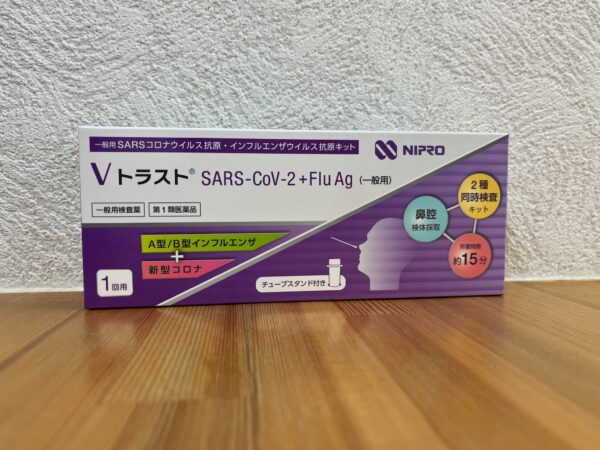 一般用SARSコロナウイルス抗原・インフルエンザウイルス抗原キット
NIPRO
Vトラスト® SARS-CoV-2+Flu Ag (一般用)
一般用検査薬 第1類医薬品
A型/B型インフルエンザ
+
新型コロナ
1回用
チューブスタンド付き
鼻腔
検体採取
2種
同時検査
キット
所要時間
約15分